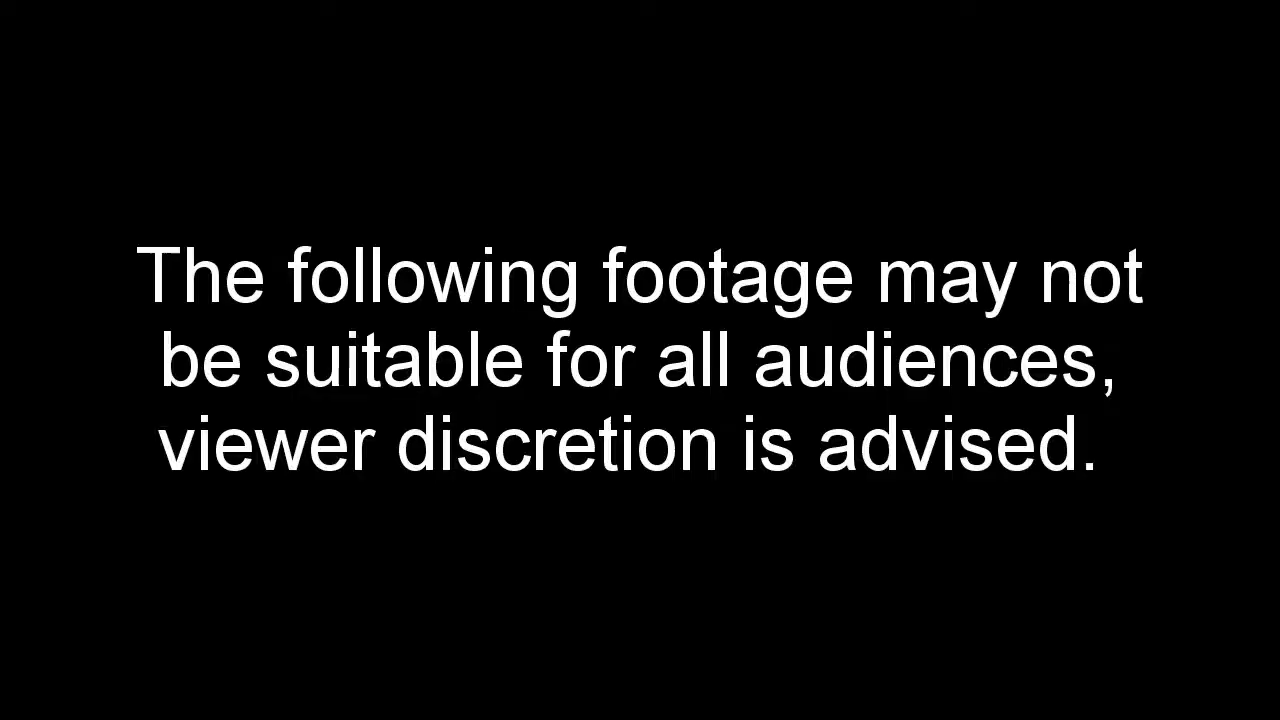 The following footage may not
be suitable for all audiences,
viewer discretion is advised.